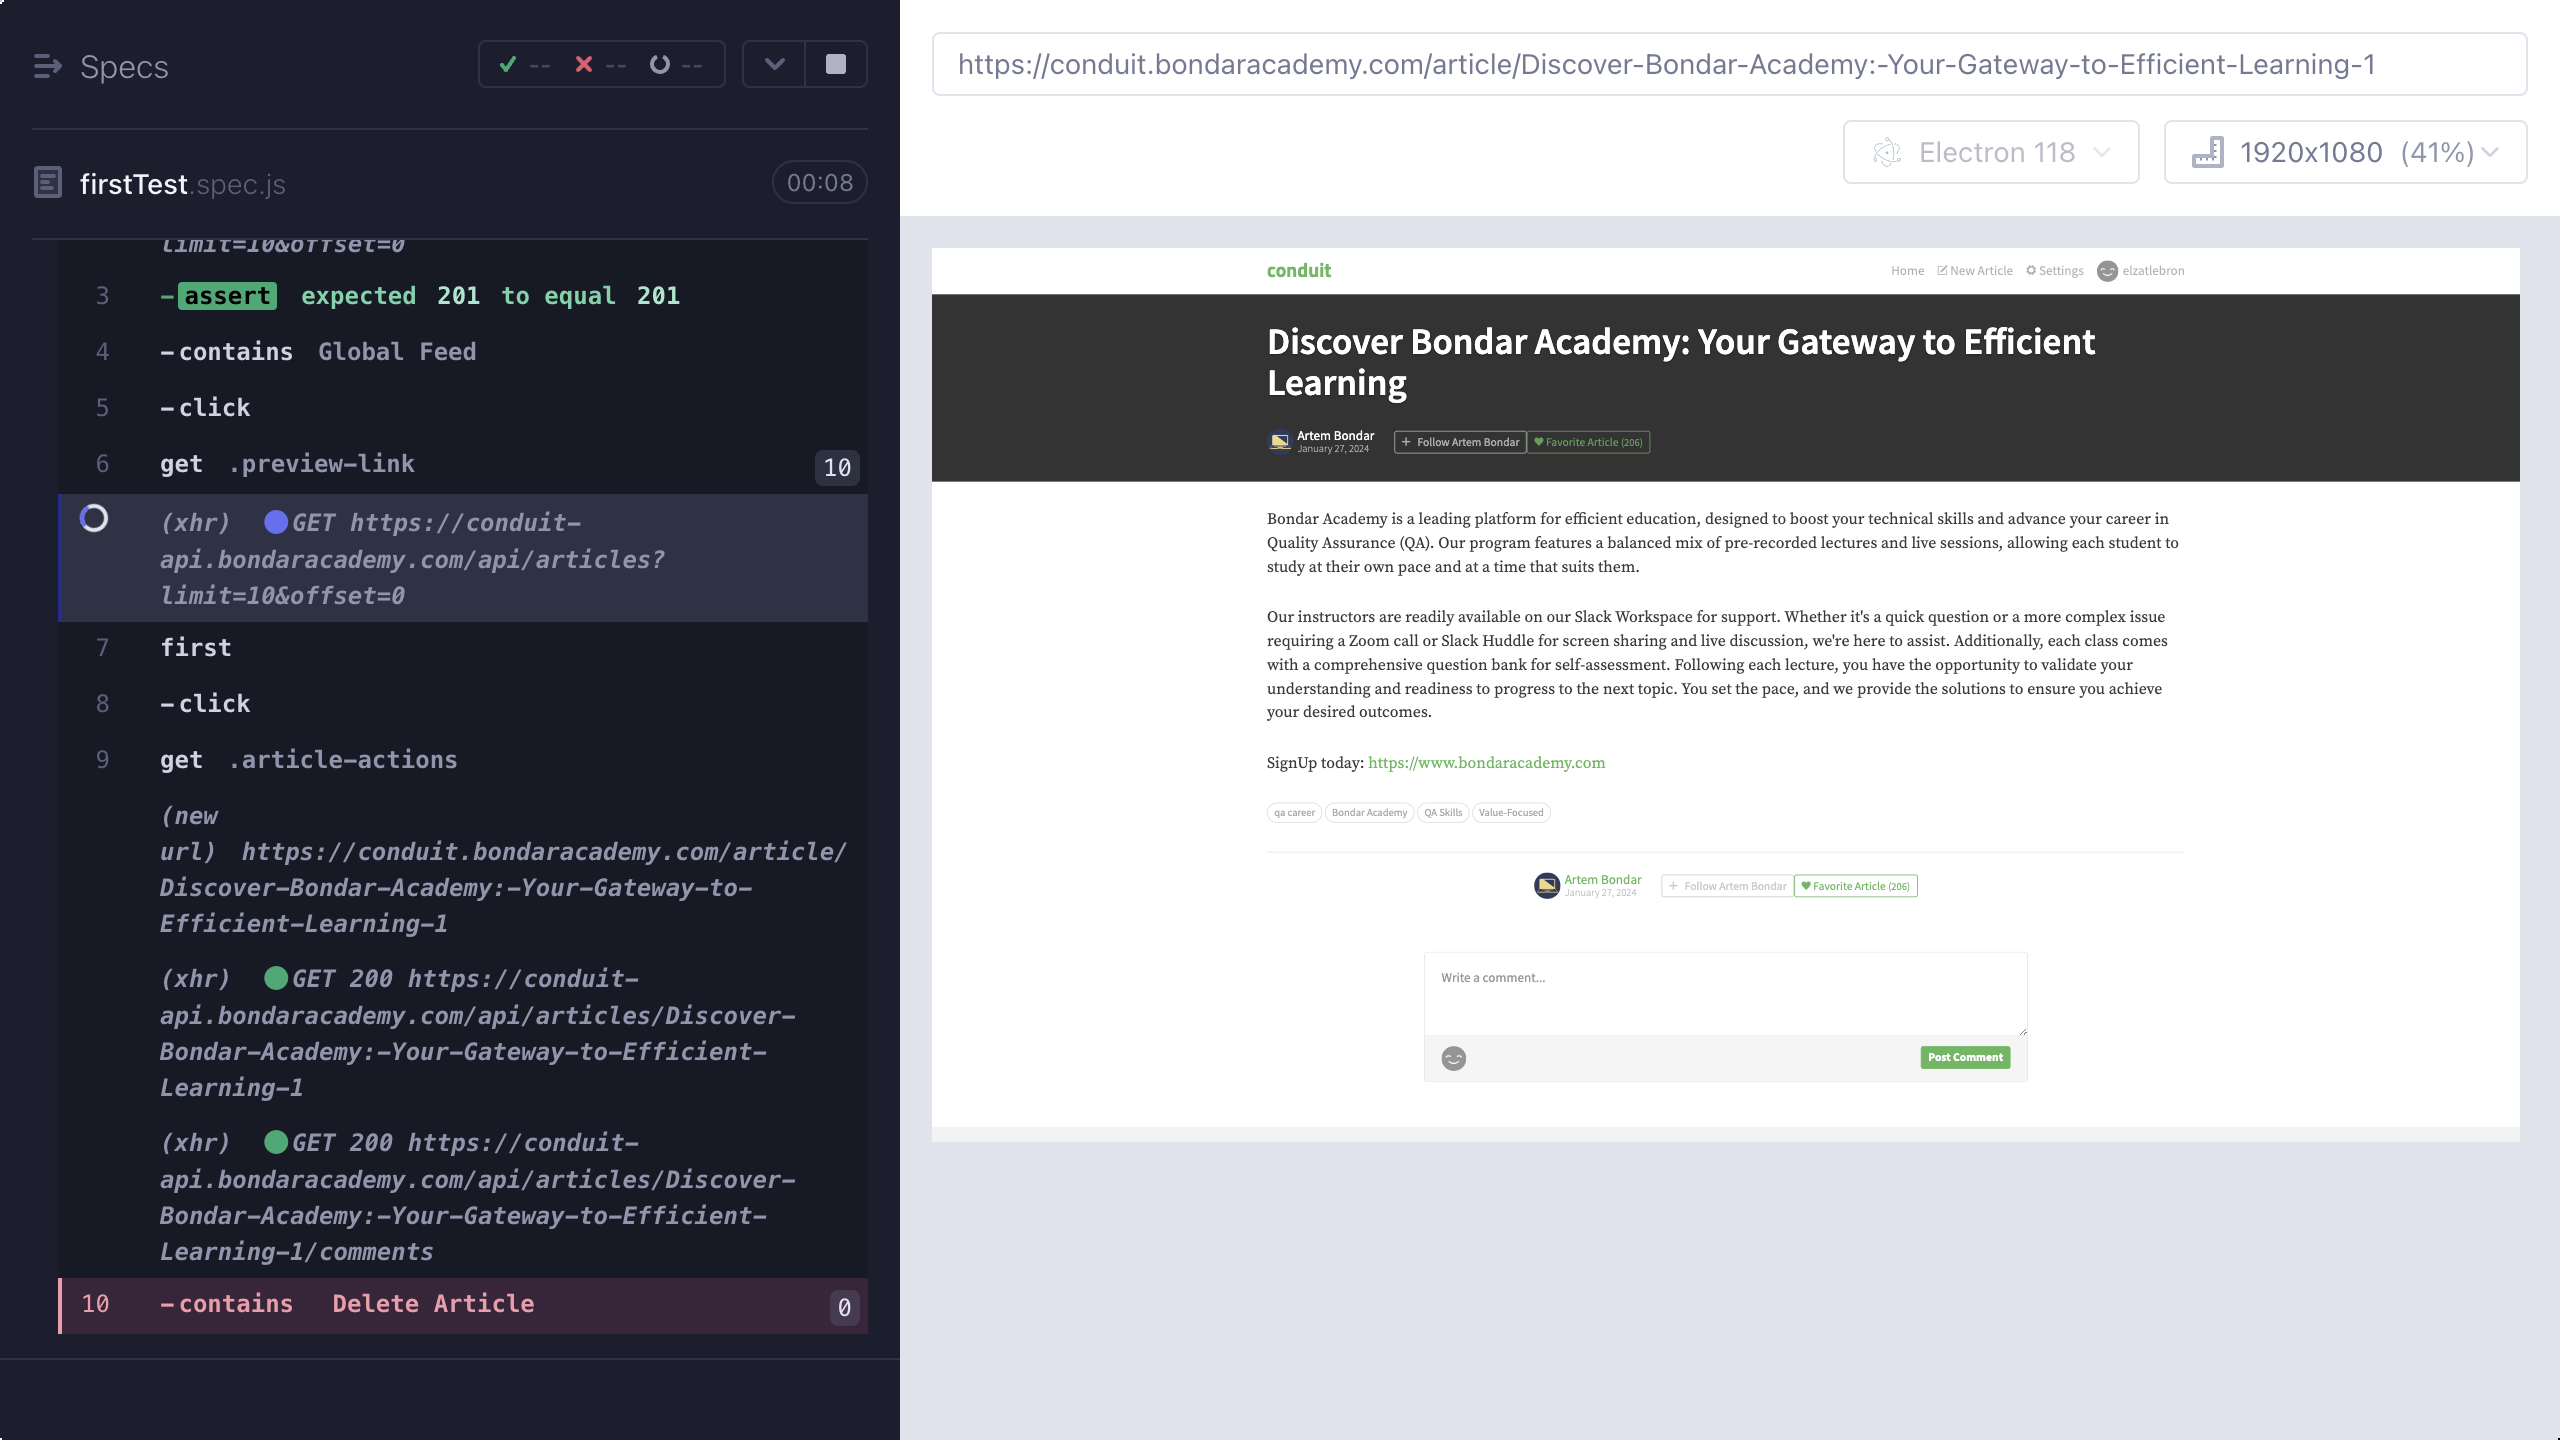 Specs
-- -- --
firstTest.spec.js 00:08
limit=10&offset=0
3 -assert expected 201 to equal 201
4 -contains Global Feed
5 -click
6 get .preview-link 10
(xhr) GET https://conduit-
api.bondaracademy.com/api/articles?
limit=10&offset=0
7 first
8 -click
9 get .article-actions
(new
url) https://conduit.bondaracademy.com/article/
Discover-Bondar-Academy:-Your-Gateway-to-
Efficient-Learning-1
(xhr) GET 200 https://conduit-
api.bondaracademy.com/api/articles/Discover-
Bondar-Academy:-Your-Gateway-to-Efficient-
Learning-1
(xhr) GET 200 https://conduit-
api.bondaracademy.com/api/articles/Discover-
Bondar-Academy:-Your-Gateway-to-Efficient-
Learning-1/comments
10 -contains Delete Article 0
https://conduit.bondaracademy.com/article/Discover-Bondar-Academy:-Your-Gateway-to-Efficient-Learning-1
Electron 118 1920x1080 (41%)
conduit Home New Article Settings elzatlebron
Discover Bondar Academy: Your Gateway to Efficient
Learning
Artem Bondar
January 27, 2024
+ Follow Artem Bondar Favorite Article (206)
Bondar Academy is a leading platform for efficient education, designed to boost your technical skills and advance your career in
Quality Assurance (QA). Our program features a balanced mix of pre-recorded lectures and live sessions, allowing each student to
study at their own pace and at a time that suits them.
Our instructors are readily available on our Slack Workspace for support. Whether it's a quick question or a more complex issue
requiring a Zoom call or Slack Huddle for screen sharing and live discussion, we're here to assist. Additionally, each class comes
with a comprehensive question bank for self-assessment. Following each lecture, you have the opportunity to validate your
understanding and readiness to progress to the next topic. You set the pace, and we provide the solutions to ensure you achieve
your desired outcomes.
SignUp today: https://www.bondaracademy.com
qa career Bondar Academy QA Skills Value-Focused
Artem Bondar
January 27, 2024
+ Follow Artem Bondar Favorite Article (206)
Write a comment...
Post Comment